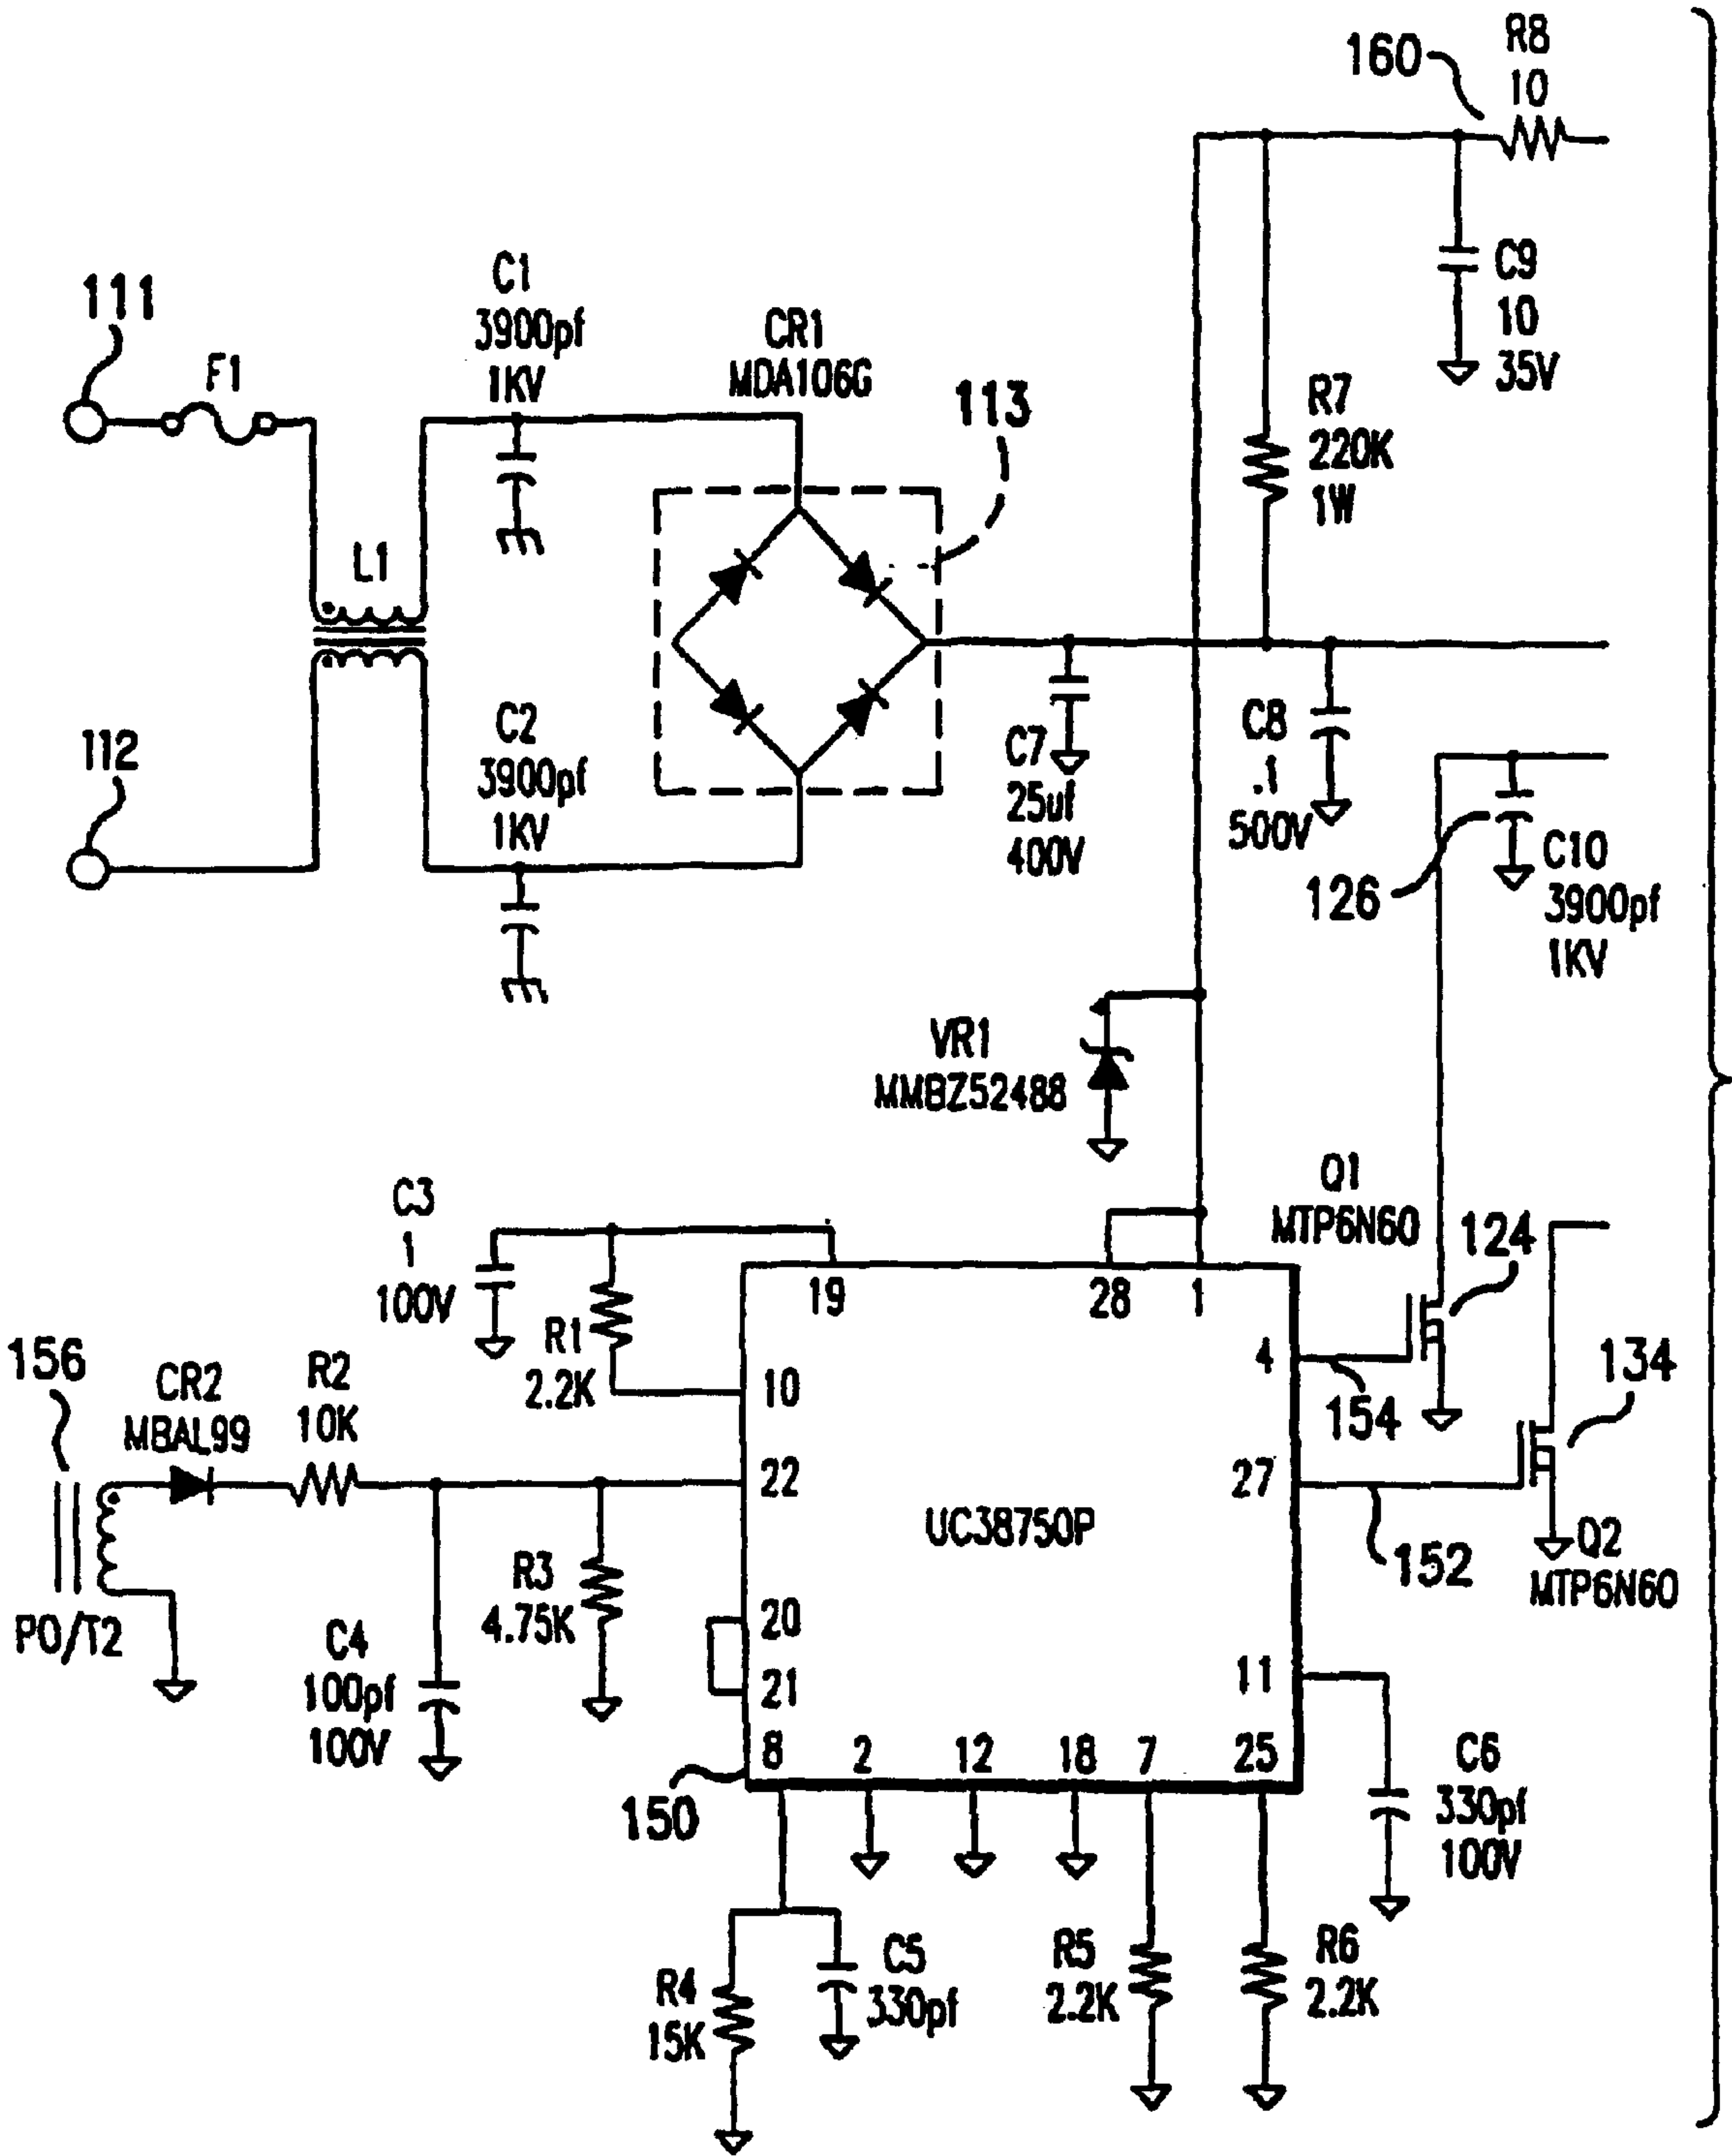 160
R8
10
C9
10
35V
111
F1
C1
3900pf
1KV
CR1
MDA106G
113
R7
220K
1W
L1
112
C2
3900pf
1KV
C7
25uf
400V
C8
.1
500V
126
C10
3900pf
1KV
VR1
MMBZ52488
Q1
MTP6N60
124
C3
1
100V
R1
2.2K
19
28
1
4
154
134
156
CR2
MBAL99
R2
10K
10
22
27
152
Q2
MTP6N60
UC38750P
PO/T2
C4
100pf
100V
R3
4.75K
20
21
11
8
2
12
18
7
25
150
C6
330pf
100V
R4
15K
C5
330pf
R5
2.2K
R6
2.2K